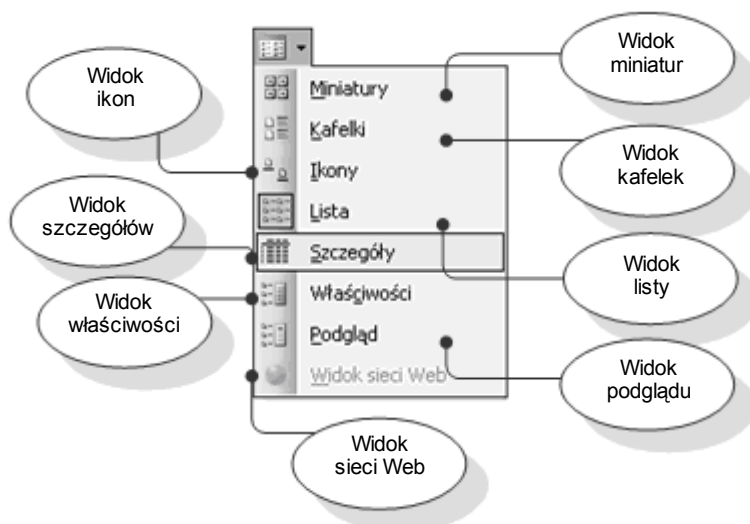 Widok
ikon
Widok
szczegółów
Widok
właściwości
Miniatury
Kafelki
Ikony
Lista
Szczegóły
Właściwości
Podgląd
Widok sieci Web
Widok
miniatur
Widok
kafelek
Widok
listy
Widok
podglądu
Widok
sieci Web